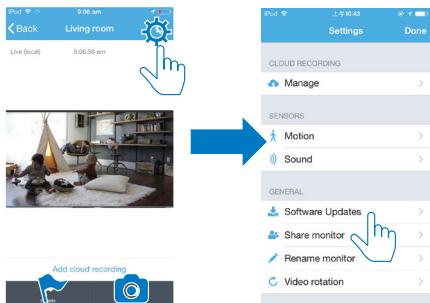 iPod 9:06 am
Back Living room
Live (local) 9:06:56 am
Add cloud recording
iPod 上午10:43
Settings Done
CLOUD RECORDING
Manage
SENSORS
Motion
Sound
GENERAL
Software Updates
Share monitor
Rename monitor
Video rotation